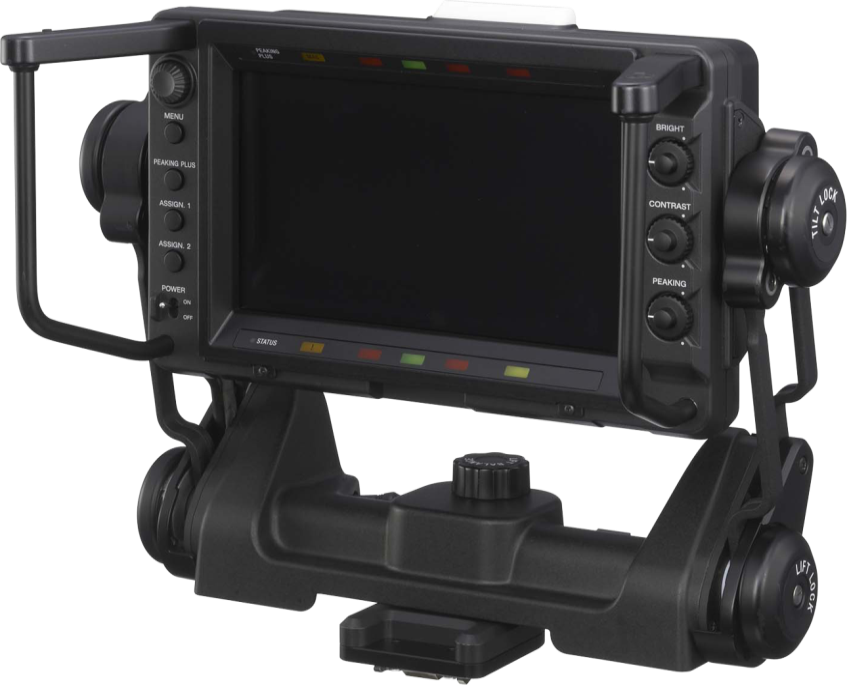 PEAKING
PLUS
MENU
PEAKING PLUS
ASSIGN. 1
ASSIGN. 2
POWER
ON
OFF
STATUS
!
BRIGHT
CONTRAST
PEAKING
TILT LOCK
LIFT LOCK